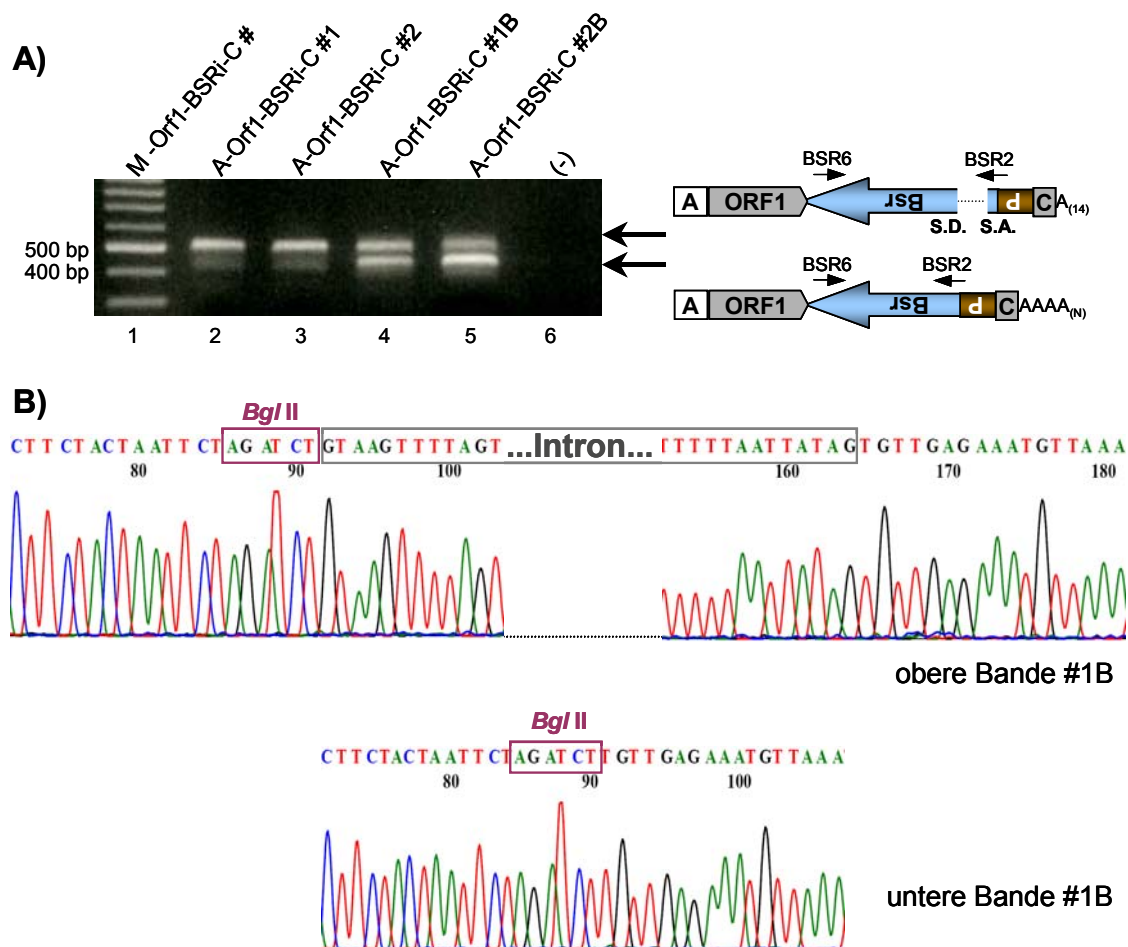 A)
M -Orf1-BSRi-C #
A-Orf1-BSRi-C #1
A-Orf1-BSRi-C #2
A-Orf1-BSRi-C #1B
A-Orf1-BSRi-C #2B
(-)
500 bp
400 bp
1 2 3 4 5 6
BSR6 BSR2
A ORF1 Bsr P C A(14)
S.D. S.A.
BSR6 BSR2
A ORF1 Bsr P C AAAA(N)
B)
Bgl II
CTTCTACTAATTCTAGATCTGTAAGTTTTAGT ...Intron... TTTTTAATTATAGTGTTGAGAAATGTTAAA
80 90 100 160 170 180
obere Bande #1B
Bgl II
CTTCTACTAATTCTAGATCTTGTTGAGAAATGTTAAA
80 90 100
untere Bande #1B